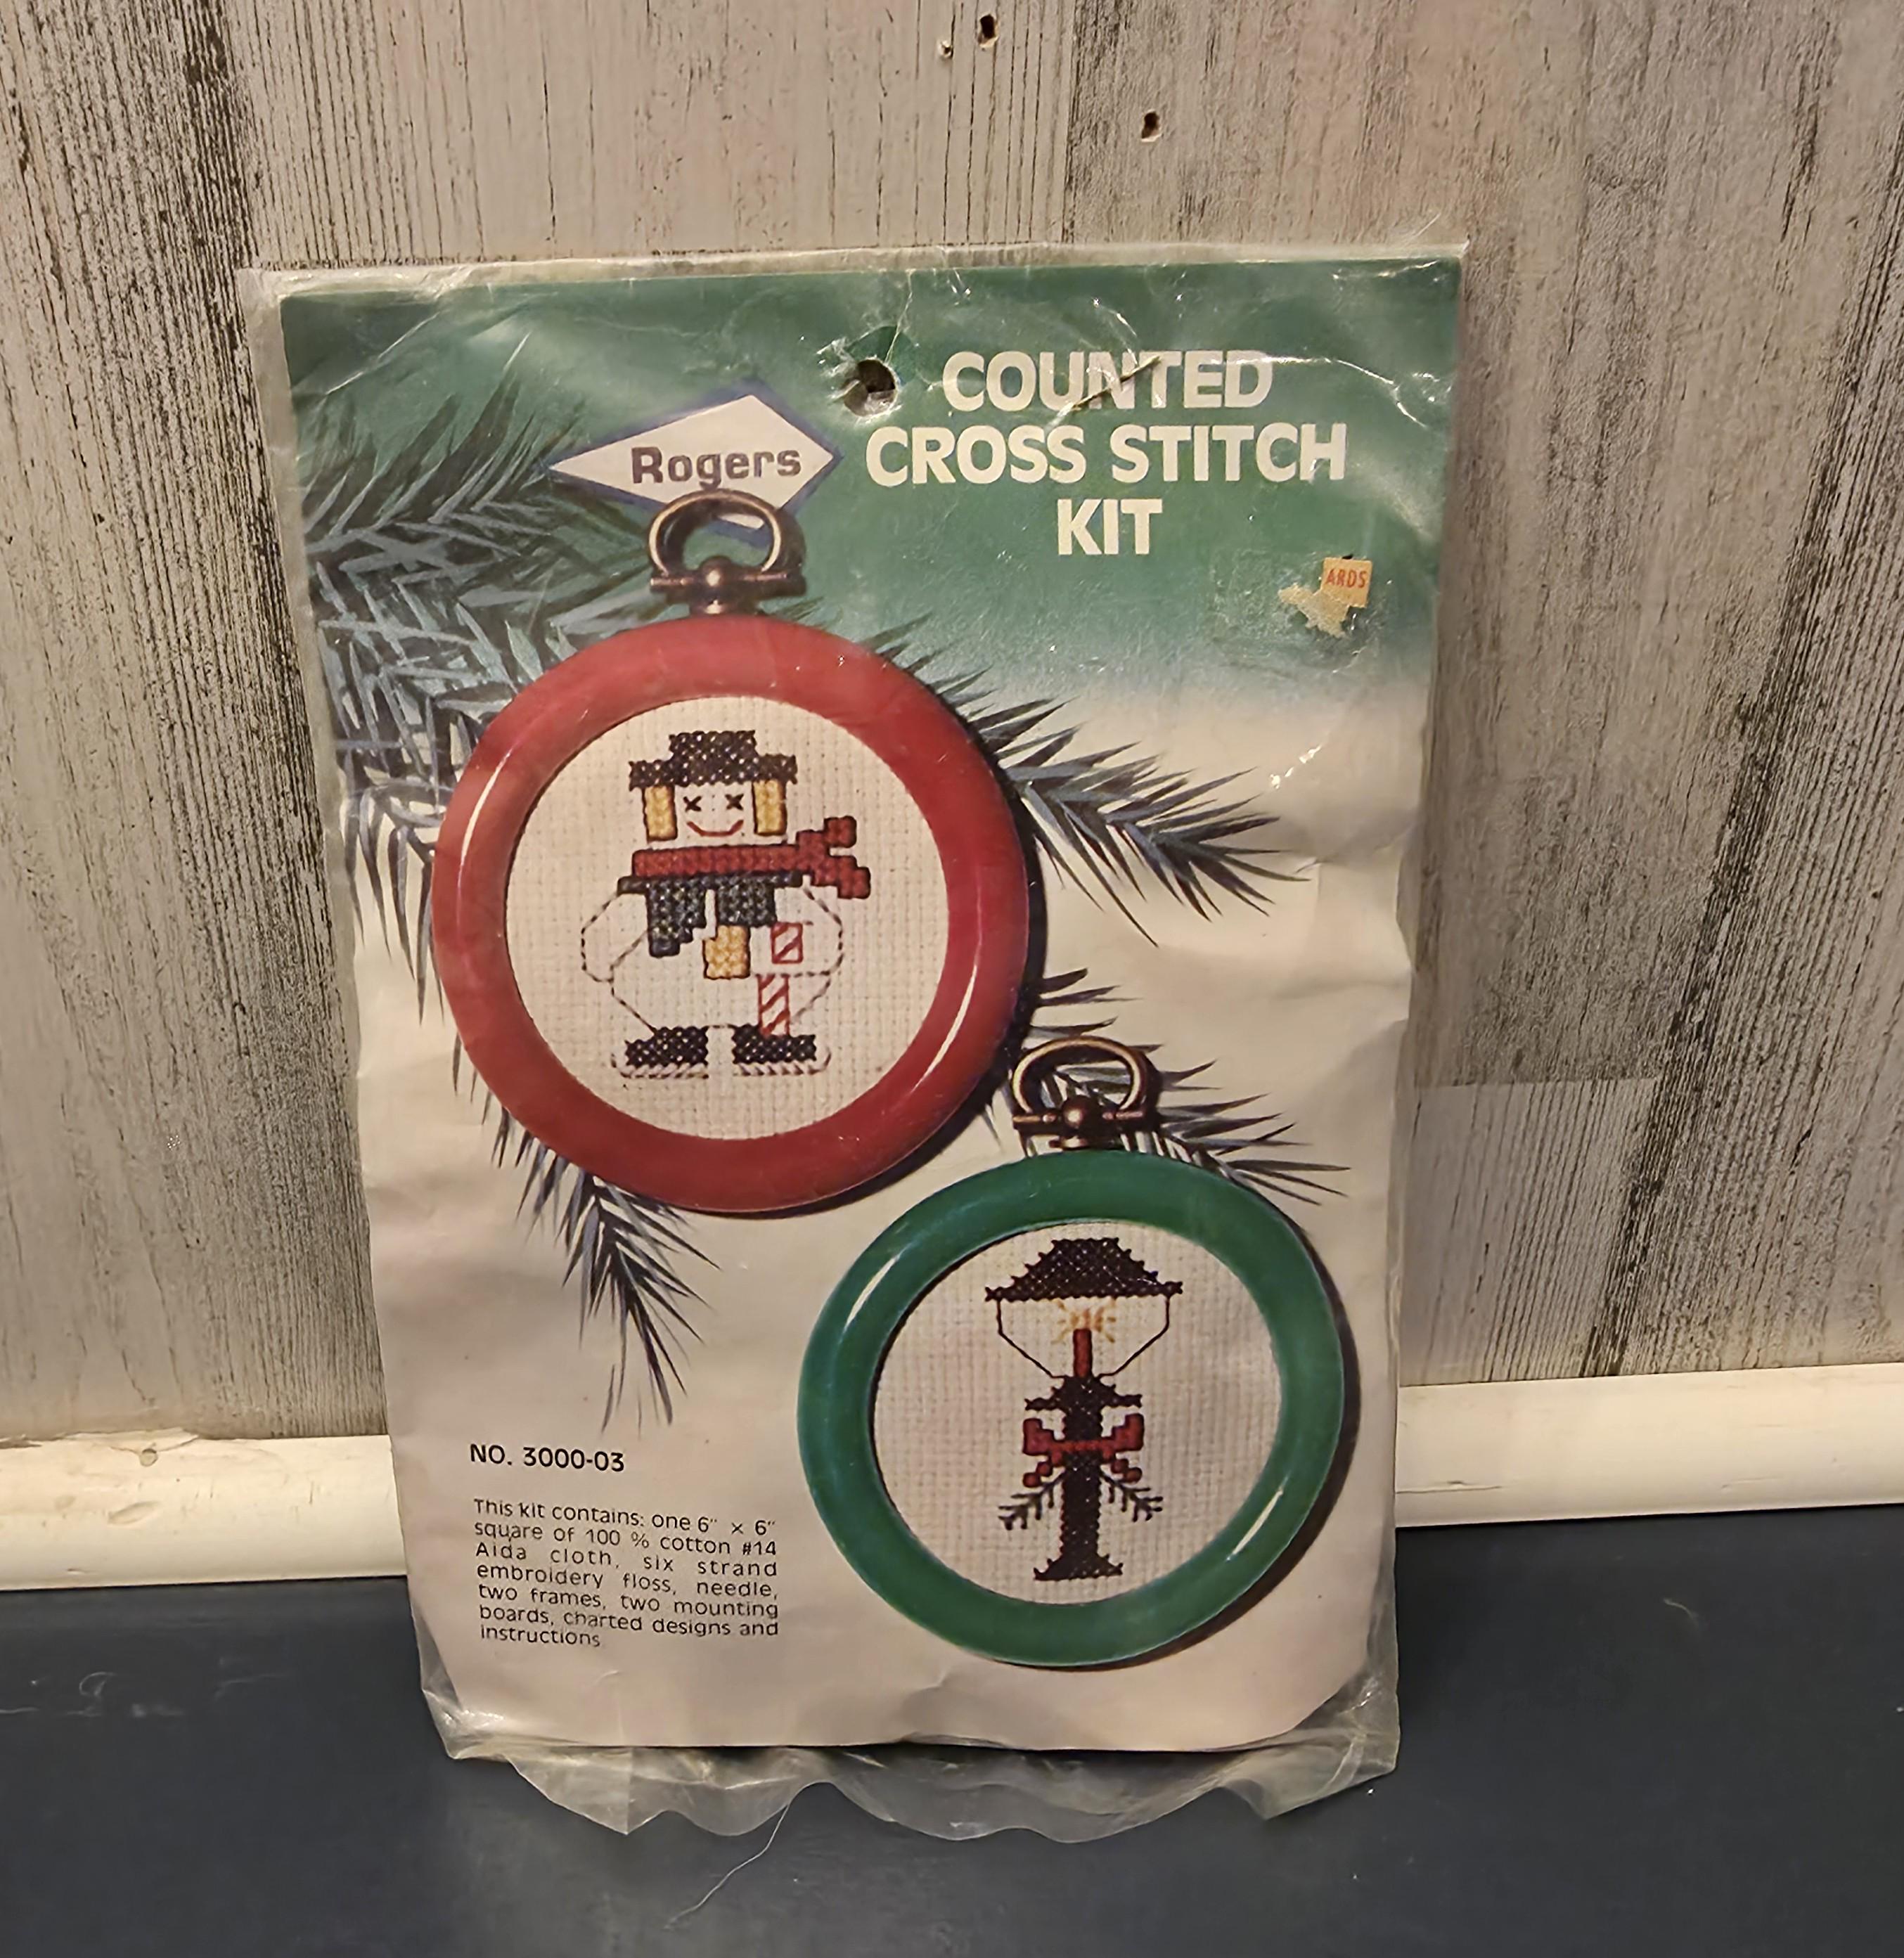 Rogers
COUNTED
CROSS STITCH
KIT
ARDS
NO. 3000-03
This kit contains: one 6" × 6"
square of 100 % cotton #14
Aida cloth, six strand
embroidery floss, needle,
two frames, two mounting
boards, charted designs and
instructions